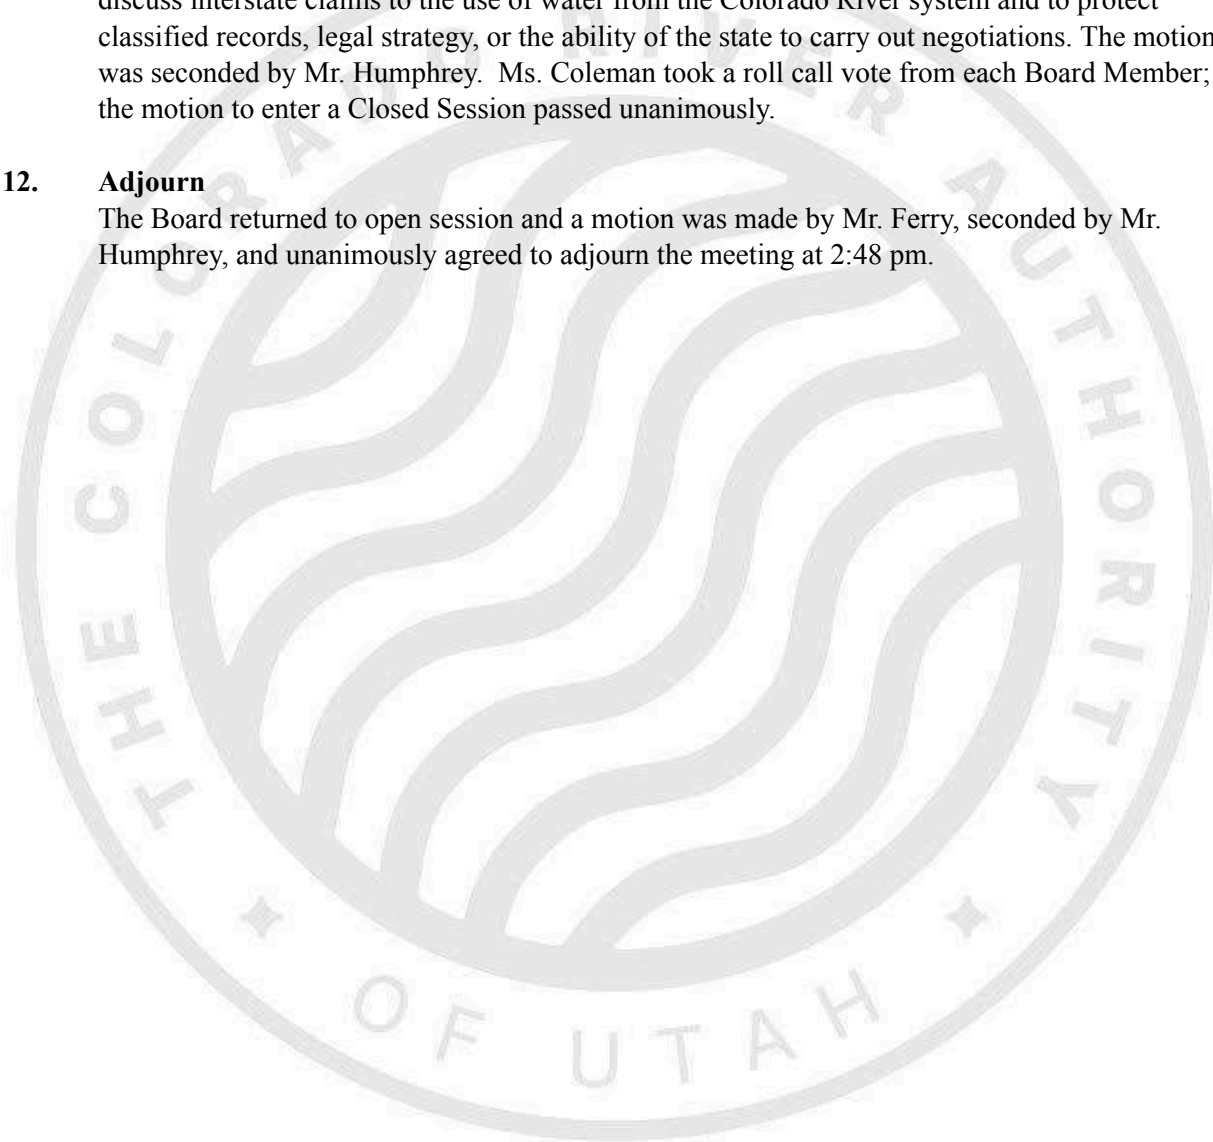 discuss interstate claims to the use of water from the Colorado River system and to protect
classified records, legal strategy, or the ability of the state to carry out negotiations. The motion
was seconded by Mr. Humphrey.  Ms. Coleman took a roll call vote from each Board Member;
the motion to enter a Closed Session passed unanimously.
12. Adjourn
The Board returned to open session and a motion was made by Mr. Ferry, seconded by Mr.
Humphrey, and unanimously agreed to adjourn the meeting at 2:48 pm.
THE COLORADO RIVER AUTHORITY
OF UTAH